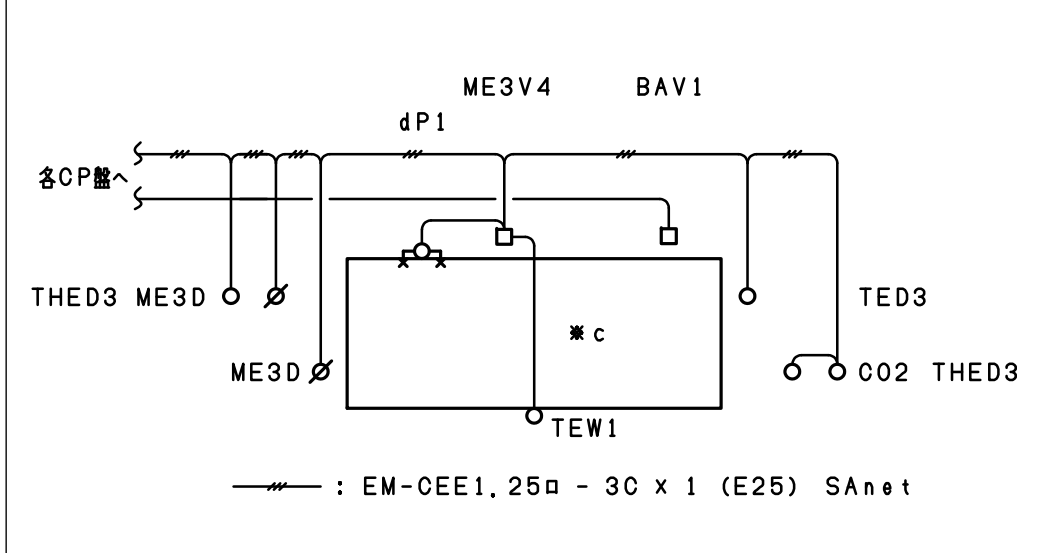 ME3V4 BAV1
dP1
各CP盤へ
THED3 ME3D TED3
※c
ME3D CO2 THED3
TEW1
: EM-CEE1.25□ - 3C × 1 (E25) SAnet